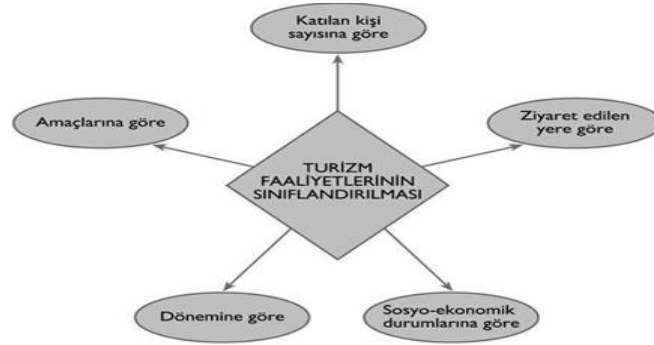 Katılan kişi
sayısına göre
Amaçlarına göre
Ziyaret edilen
yere göre
TURİZM
FAALİYETLERİNİN
SINIFLANDIRILMASI
Dönemine göre
Sosyo-ekonomik
durumlarına göre